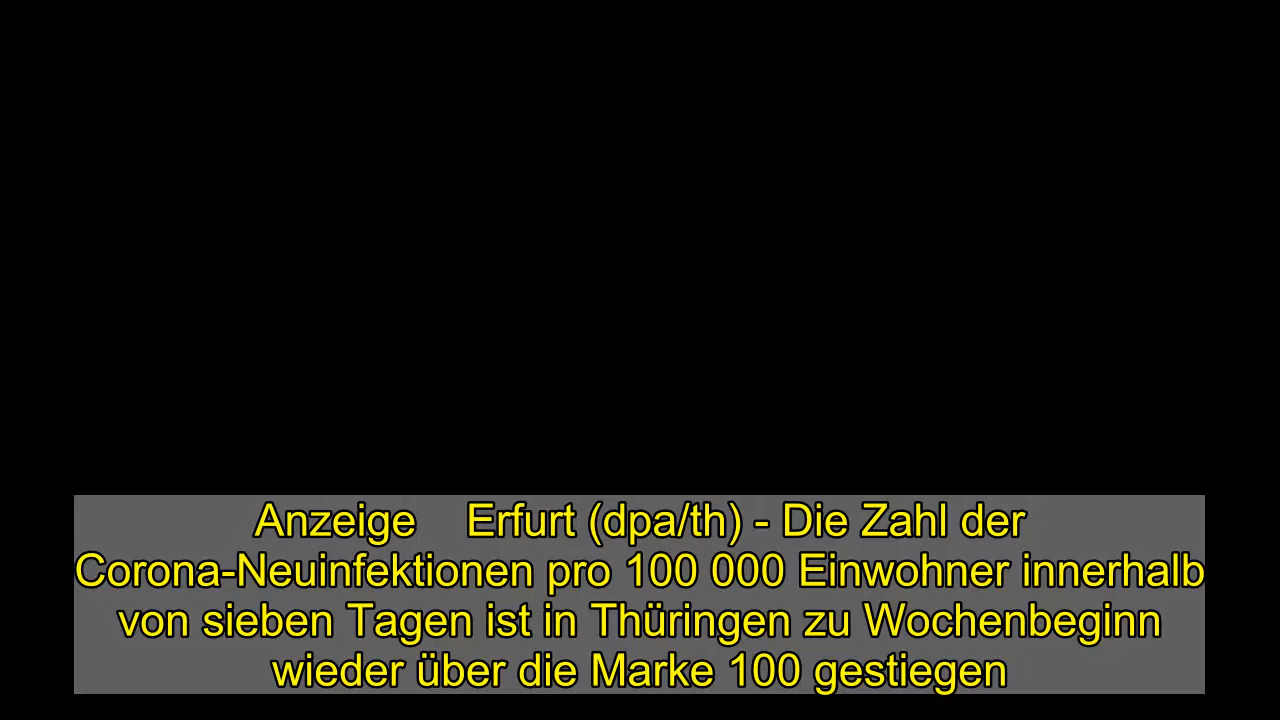 Anzeige    Erfurt (dpa/th) - Die Zahl der
Corona-Neuinfektionen pro 100 000 Einwohner innerhalb
von sieben Tagen ist in Thüringen zu Wochenbeginn
wieder über die Marke 100 gestiegen